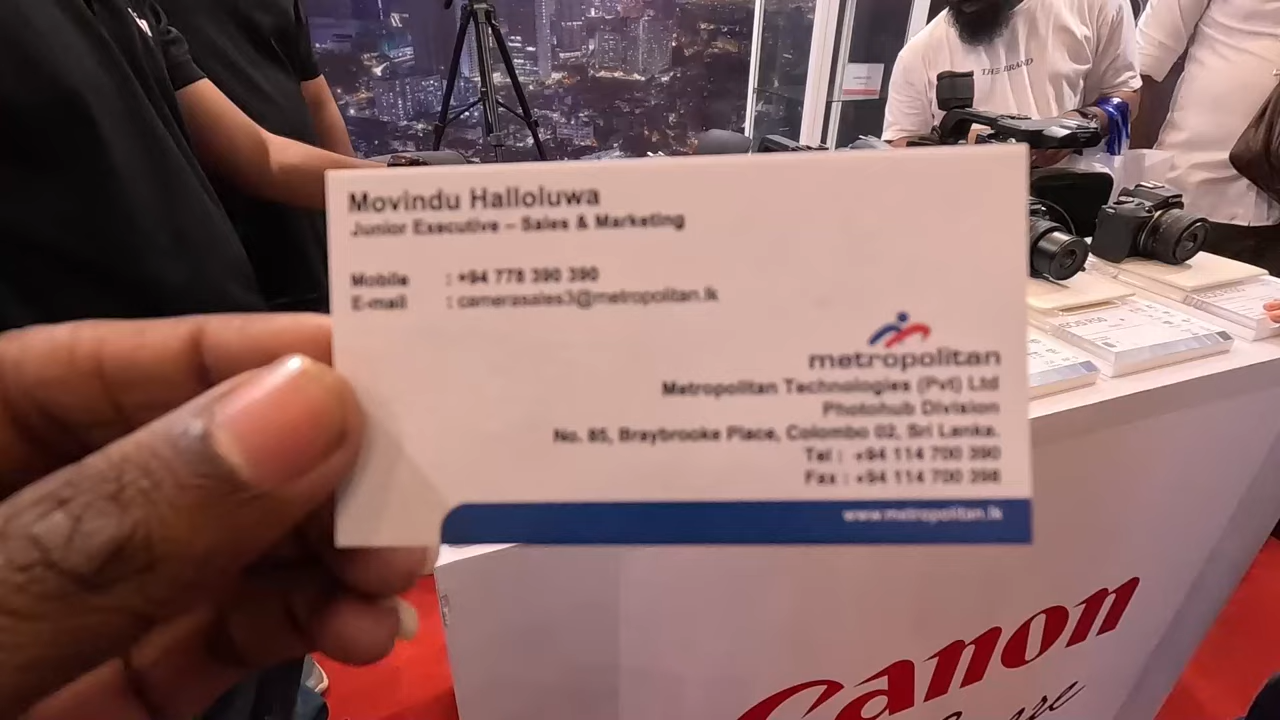 THE BRAND
Movindu Halloluwa
Junior Executive – Sales & Marketing
Mobile : +94 778 390 390
E-mail : camerasales3@metropolitan.lk
metropolitan
Metropolitan Technologies (Pvt) Ltd
Photohub Division
No. 85, Braybrooke Place, Colombo 02, Sri Lanka.
Tel : +94 114 700 390
Fax : +94 114 700 398
www.metropolitan.lk
EOS R50
Canon